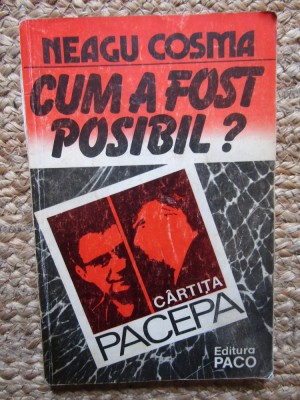 NEAGU COSMA
CUM A FOST
POSIBIL?
CÂRTIȚA
PACEPA
Editura
PACO